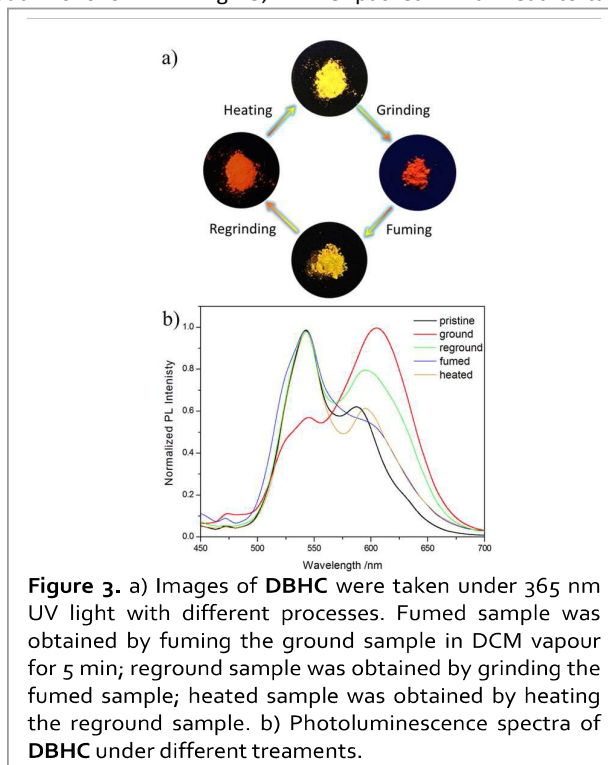 a)
Heating
Grinding
Regrinding
Fuming
b)
pristine
ground
reground
fumed
heated
Normalized PL Intenisty
1.0
0.8
0.6
0.4
0.2
0.0
450
500
550
600
650
700
Wavelength /nm
Figure 3. a) Images of DBHC were taken under 365 nm
UV light with different processes. Fumed sample was
obtained by fuming the ground sample in DCM vapour
for 5 min; reground sample was obtained by grinding the
fumed sample; heated sample was obtained by heating
the reground sample. b) Photoluminescence spectra of
DBHC under different treaments.